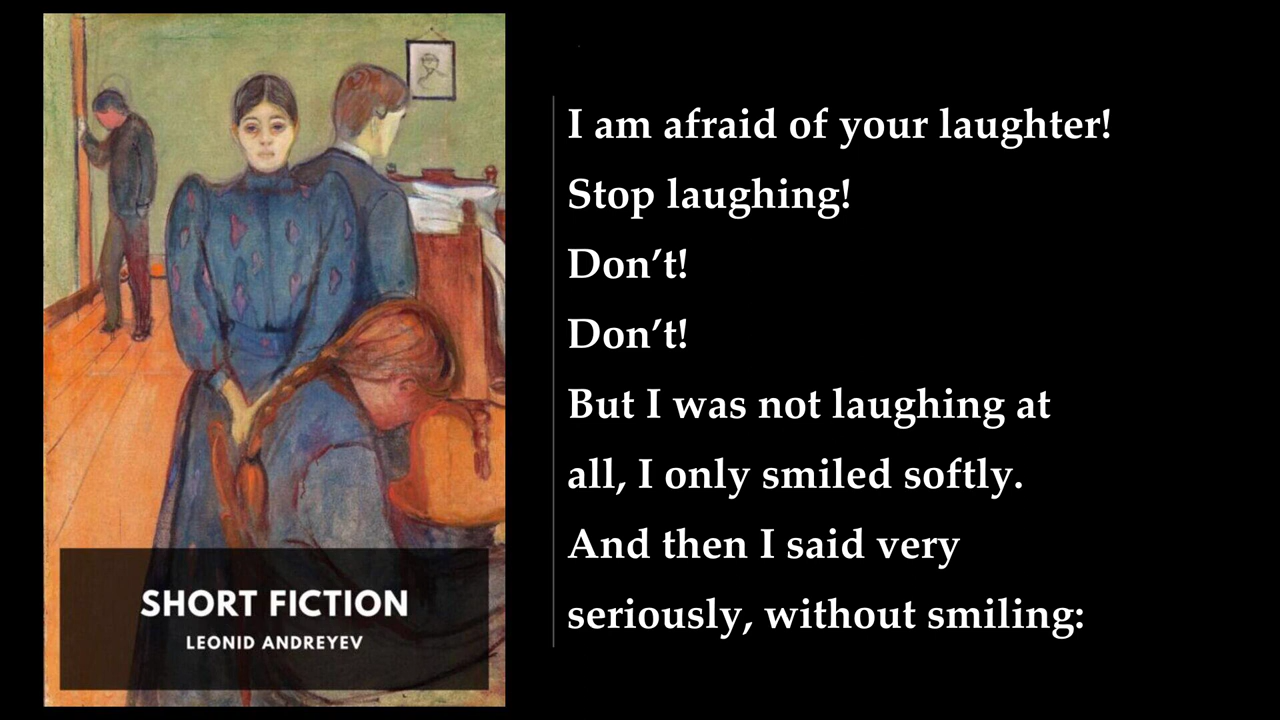 SHORT FICTION
LEONID ANDREYEV
I am afraid of your laughter!
Stop laughing!
Don’t!
Don’t!
But I was not laughing at
all, I only smiled softly.
And then I said very
seriously, without smiling: